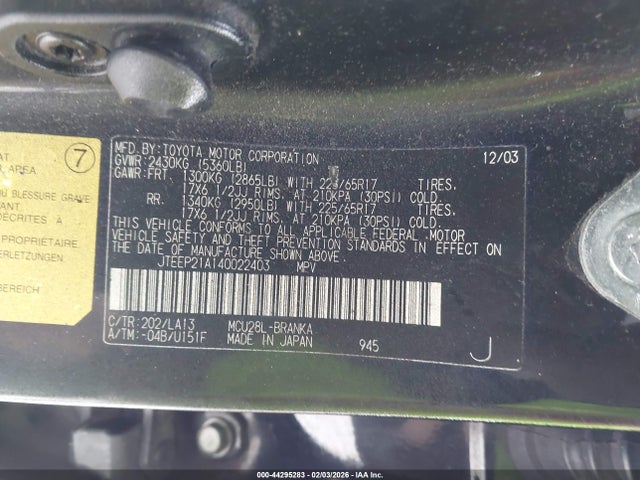 7
AREA
BLESSURE GRAVE
DÉCRITES À
PROPRIÉTAIRE
BEREICH
MFD. BY: TOYOTA MOTOR CORPORATION 12/03
GVWR: 2430KG (5360LB)
GAWR: FRT. 1300KG (2865LB) WITH 225/65R17 TIRES.
17X6 1/2JJ RIMS. AT 210KPA (30PSI) COLD
RR. 1340KG (2950LB) WITH 225/65R17 TIRES.
17X6 1/2JJ RIMS. AT 210KPA (30PSI) COLD
THIS VEHICLE CONFORMS TO ALL APPLICABLE FEDERAL MOTOR
VEHICLE SAFETY AND THEFT PREVENTION STANDARDS IN EFFECT
ON THE DATE OF MANUFACTURE SHOWN ABOVE.
JTEEP21A140022403 MPV
C/TR: 202/LA13 MCU28L-BRANKA
A/TM: -04B/U151F MADE IN JAPAN 945 J
000-44295283 - 02/03/2026 - IAA, Inc.